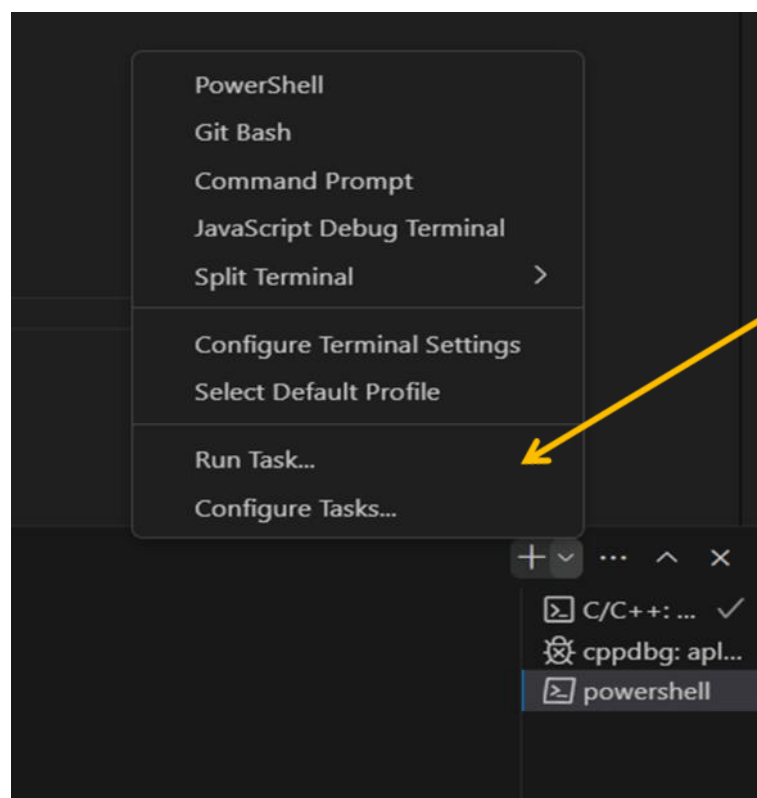 PowerShell
Git Bash
Command Prompt
JavaScript Debug Terminal
Split Terminal
Configure Terminal Settings
Select Default Profile
Run Task...
Configure Tasks...
C/C++: ...
cppdbg: apl...
powershell